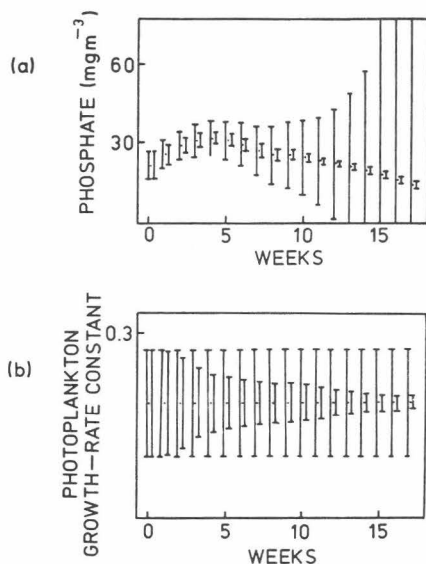 (a)
PHOSPHATE (mgm⁻³)
60
30
0 5 10 15
WEEKS
(b)
PHOTOPLANKTON
GROWTH-RATE CONSTANT
0.3
0 5 10 15
WEEKS